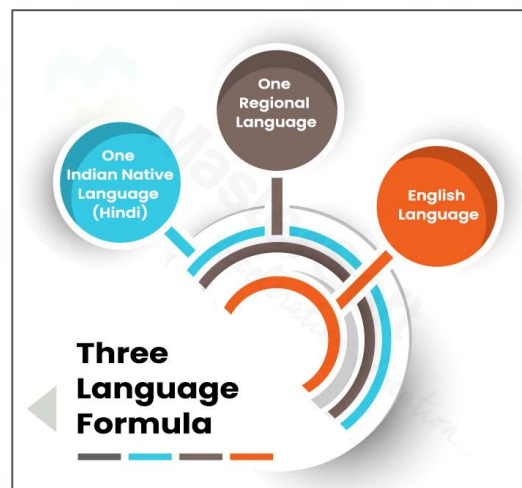 One
Regional
Language
One
Indian Native
Language
(Hindi)
English
Language
Three
Language
Formula